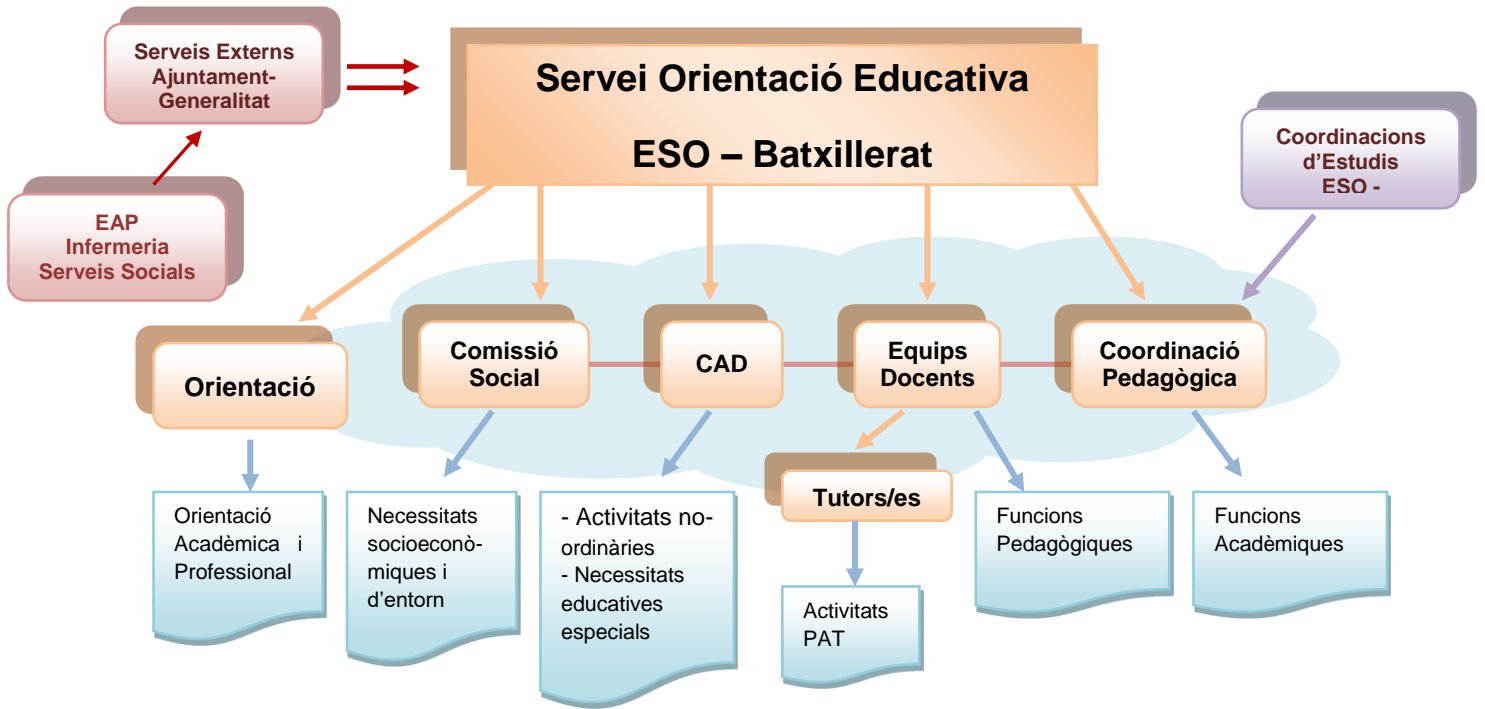 Serveis Externs
Ajuntament-
Generalitat
Servei Orientació Educativa
ESO – Batxillerat
Coordinacions
d'Estudis
ESO -
EAP
Infermeria
Serveis Socials
Orientació
Comissió
Social
CAD
Equips
Docents
Coordinació
Pedagògica
Tutors/es
Orientació
Acadèmica i
Professional
Necessitats
socioeconò-
miques i
d'entorn
- Activitats no-
ordinàries
- Necessitats
educatives
especials
Activitats
PAT
Funcions
Pedagògiques
Funcions
Acadèmiques